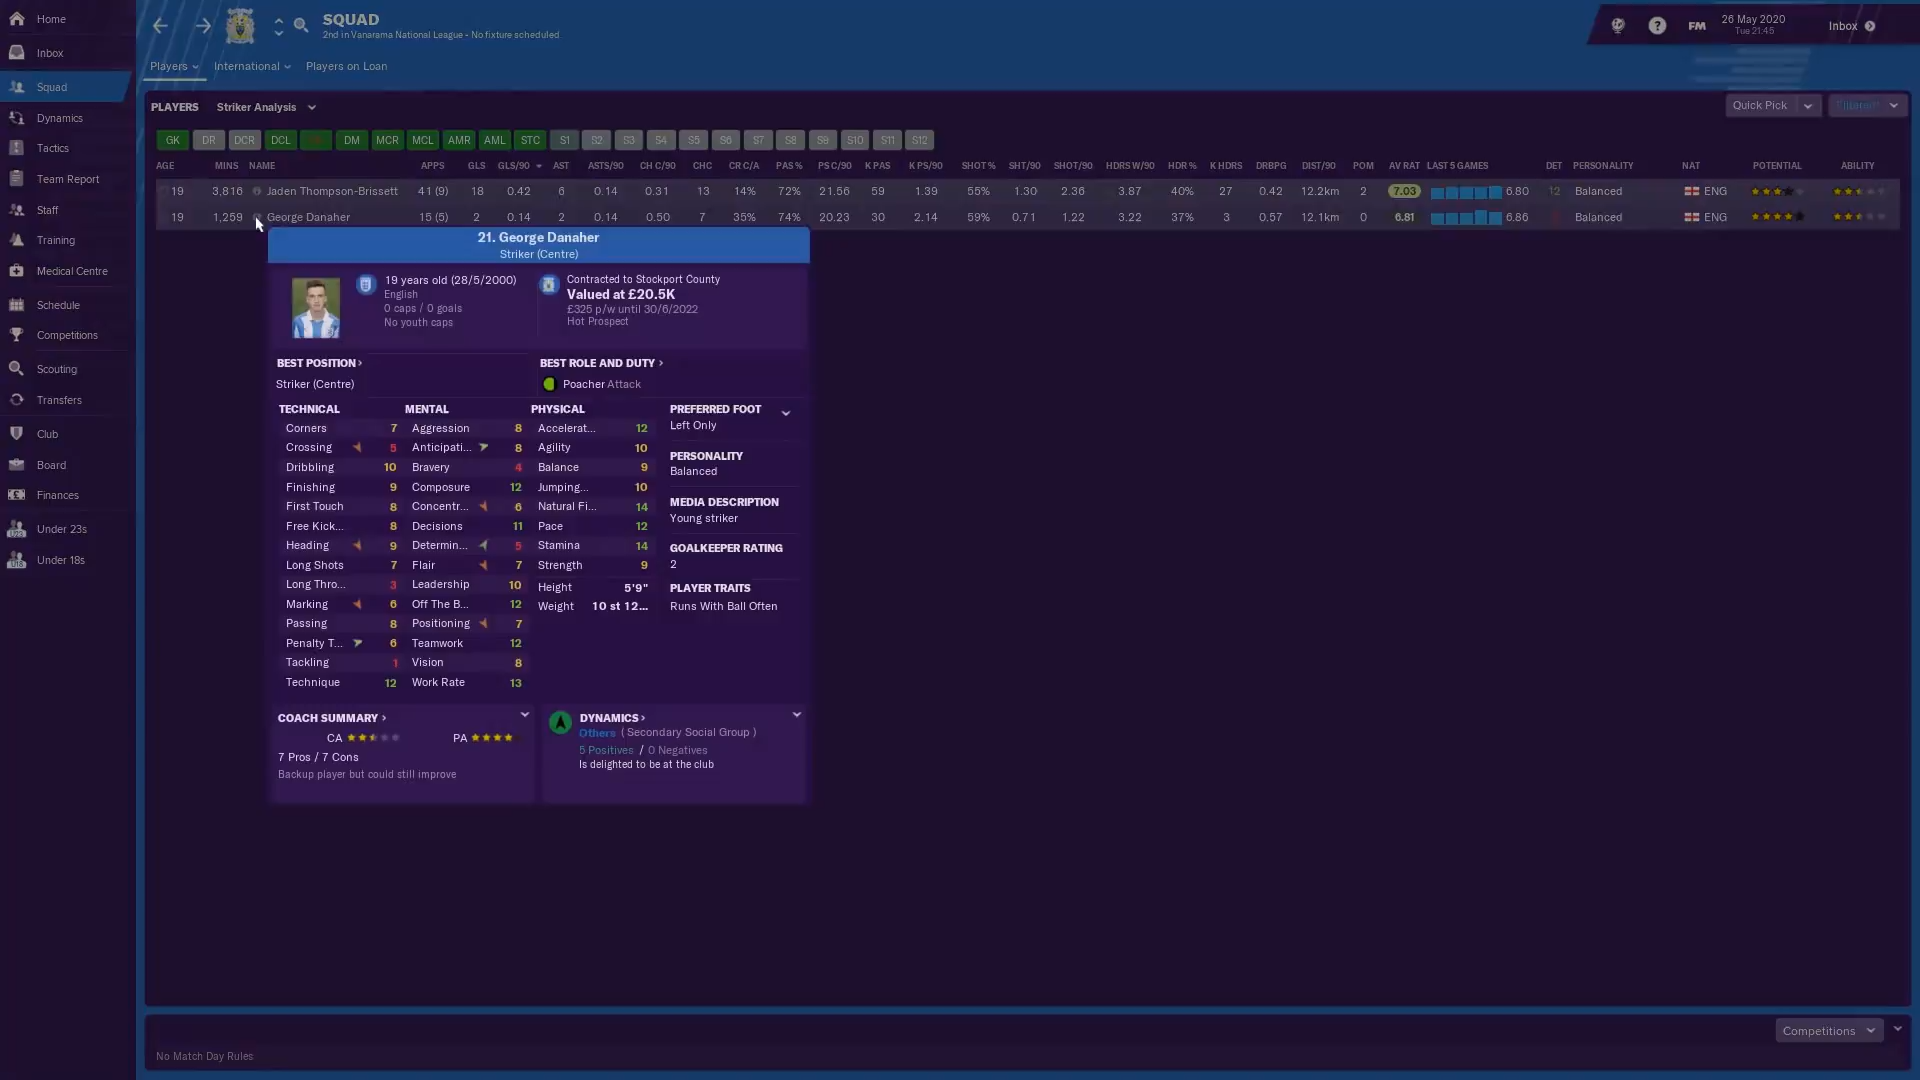 Home
Inbox
Squad
Dynamics
Tactics
Team Report
Staff
Training
Medical Centre
Schedule
Competitions
Scouting
Transfers
Club
Board
Finances
Under 23s
Under 18s
SQUAD
2nd in Vanarama National League - No fixture scheduled
FM
26 May 2020
Tue 21:45
Inbox
Players International Players on Loan
PLAYERS Striker Analysis
Quick Pick
GK DR DCR DCL DM MCR MCL AMR AML STC S1 S2 S3 S4 S5 S6 S7 S8 S9 S10 S11 S12
AGE MINS NAME APPS GLS GLS/90 AST ASTS/90 CH C/90 CHC CR C/A PAS % PS C/90 K PAS K PS/90 SHOT % SHT/90 SHOT/90 HDRS W/90 HDR % K HDRS DRBPG DIST/90 POM AV RAT LAST 5 GAMES DET PERSONALITY NAT POTENTIAL ABILITY
19 3,816 Jaden Thompson-Brissett 41 (9) 18 0.42 6 0.14 0.31 13 14% 72% 21.56 59 1.39 55% 1.30 2.36 3.87 40% 27 0.42 12.2km 2 7.03 6.80 12 Balanced ENG
19 1,259 George Danaher 15 (5) 2 0.14 2 0.14 0.50 7 35% 74% 20.23 30 2.14 59% 0.71 1.22 3.22 37% 3 0.57 12.1km 0 6.81 6.86 Balanced ENG
21. George Danaher
Striker (Centre)
19 years old (28/5/2000)
English
0 caps / 0 goals
No youth caps
Contracted to Stockport County
Valued at £20.5K
£325 p/w until 30/6/2022
Hot Prospect
BEST POSITION
Striker (Centre)
BEST ROLE AND DUTY
Poacher Attack
TECHNICAL MENTAL PHYSICAL
Corners 7 Aggression 8 Accelerat... 12
Crossing 5 Anticipati... 8 Agility 10
Dribbling 10 Bravery 4 Balance 9
Finishing 9 Composure 12 Jumping... 10
First Touch 8 Concentr... 6 Natural Fi... 14
Free Kick... 8 Decisions 11 Pace 12
Heading 9 Determin... 5 Stamina 14
Long Shots 7 Flair 7 Strength 9
Long Thro... 3 Leadership 10 Height 5'9"
Marking 6 Off The B... 12 Weight 10 st 12...
Passing 8 Positioning 7
Penalty T... 6 Teamwork 12
Tackling 1 Vision 8
Technique 12 Work Rate 13
PREFERRED FOOT
Left Only
PERSONALITY
Balanced
MEDIA DESCRIPTION
Young striker
GOALKEEPER RATING
2
PLAYER TRAITS
Runs With Ball Often
COACH SUMMARY
CA PA
7 Pros / 7 Cons
Backup player but could still improve
DYNAMICS
Others ( Secondary Social Group )
5 Positives / 0 Negatives
Is delighted to be at the club
Competitions
No Match Day Rules